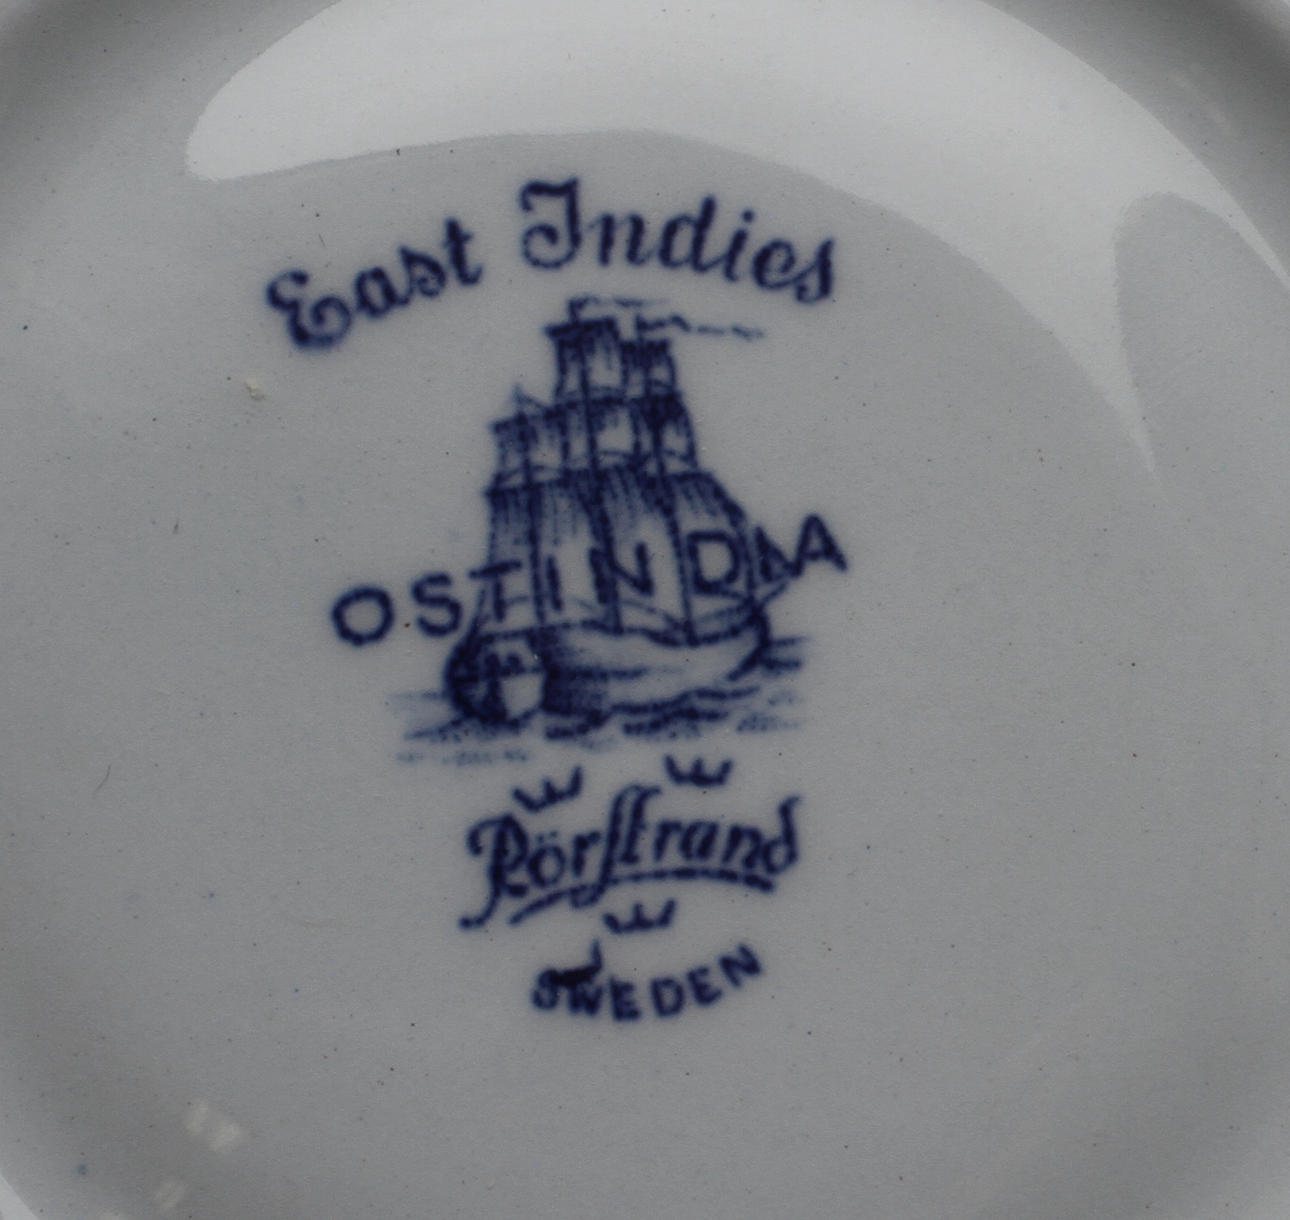 East Indies
OSTINDIA
Rörstrand
SWEDEN